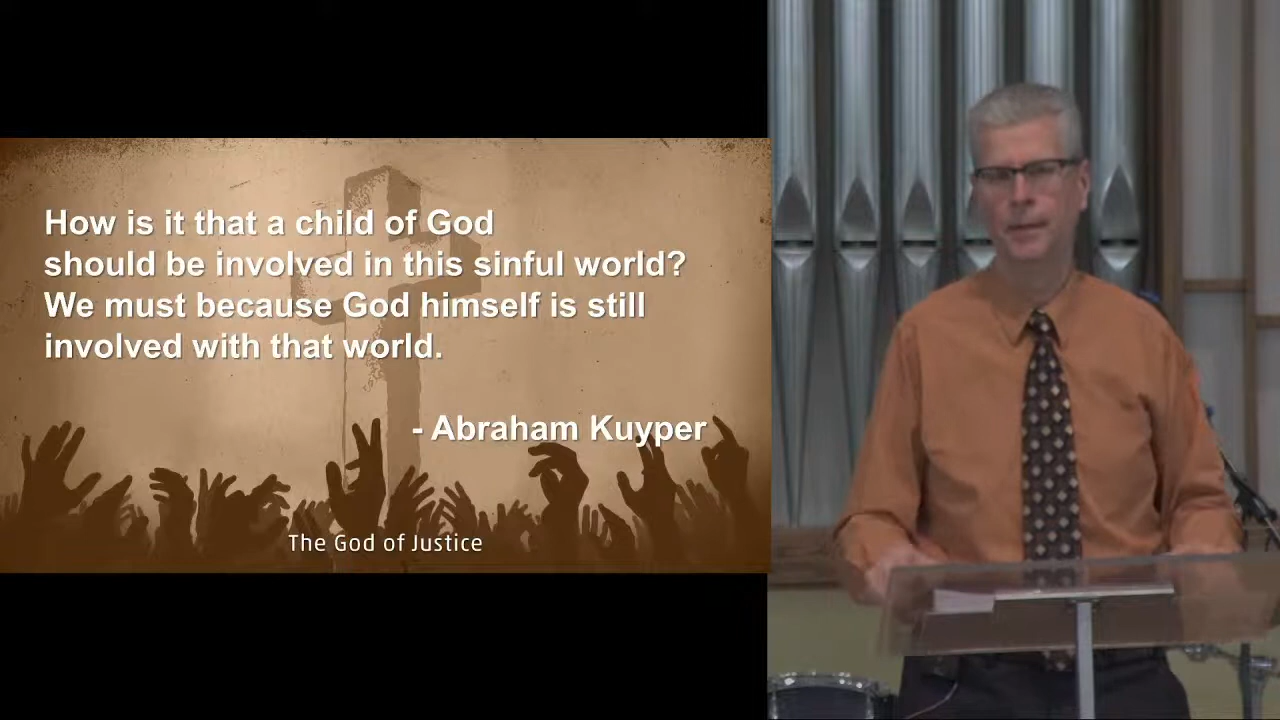 How is it that a child of God
should be involved in this sinful world?
We must because God himself is still
involved with that world.
- Abraham Kuyper
The God of Justice